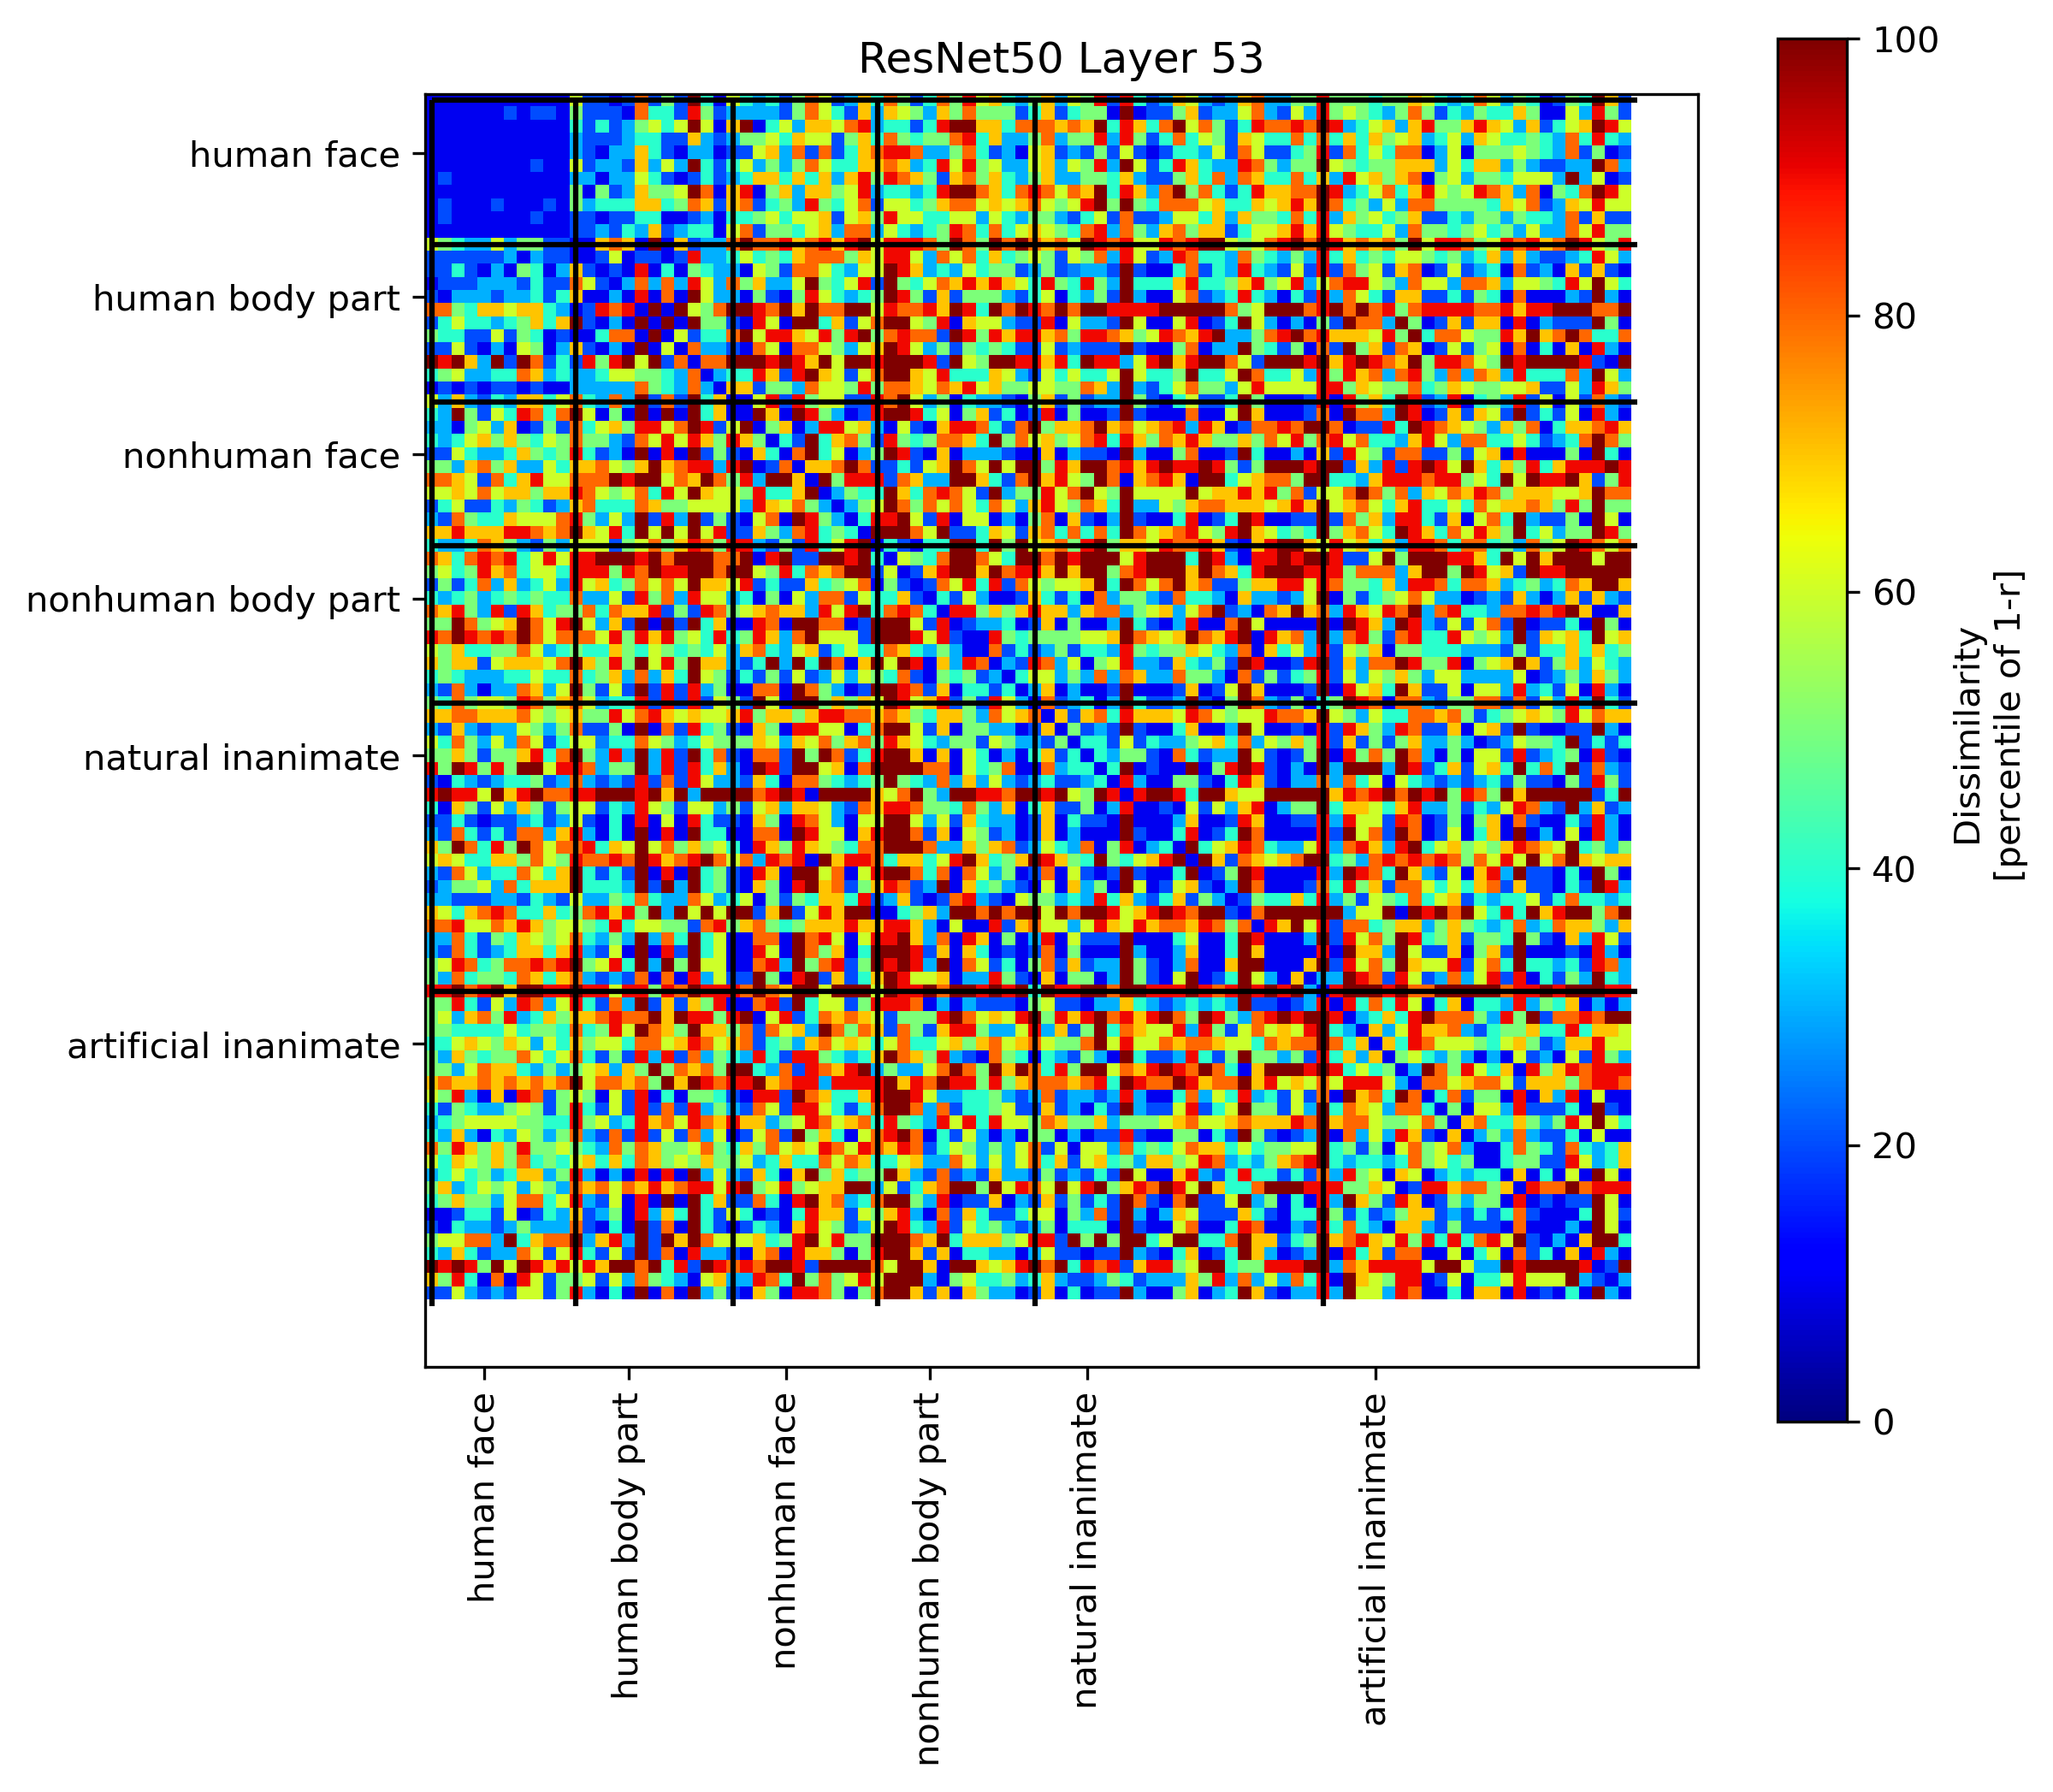 ResNet50 Layer 53
human face
human body part
nonhuman face
nonhuman body part
natural inanimate
artificial inanimate
human face
human body part
nonhuman face
nonhuman body part
natural inanimate
artificial inanimate
100
80
60
40
20
0
Dissimilarity
[percentile of 1-r]